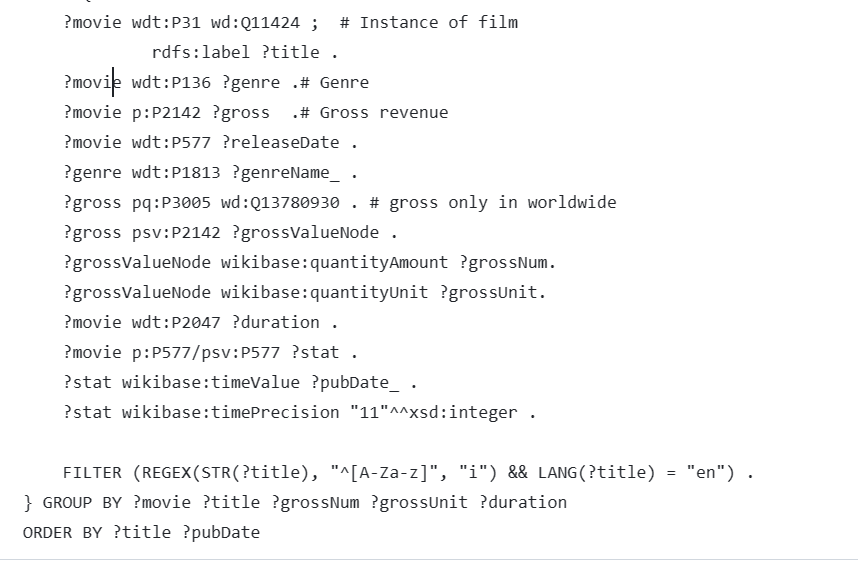 ?movie wdt:P31 wd:Q11424 ;  # Instance of film
rdfs:label ?title .
?movie wdt:P136 ?genre .# Genre
?movie p:P2142 ?gross  .# Gross revenue
?movie wdt:P577 ?releaseDate .
?genre wdt:P1813 ?genreName_ .
?gross pq:P3005 wd:Q13780930 . # gross only in worldwide
?gross psv:P2142 ?grossValueNode .
?grossValueNode wikibase:quantityAmount ?grossNum.
?grossValueNode wikibase:quantityUnit ?grossUnit.
?movie wdt:P2047 ?duration .
?movie p:P577/psv:P577 ?stat .
?stat wikibase:timeValue ?pubDate_ .
?stat wikibase:timePrecision "11"^^xsd:integer .
FILTER (REGEX(STR(?title), "^[A-Za-z]", "i") && LANG(?title) = "en") .
} GROUP BY ?movie ?title ?grossNum ?grossUnit ?duration
ORDER BY ?title ?pubDate